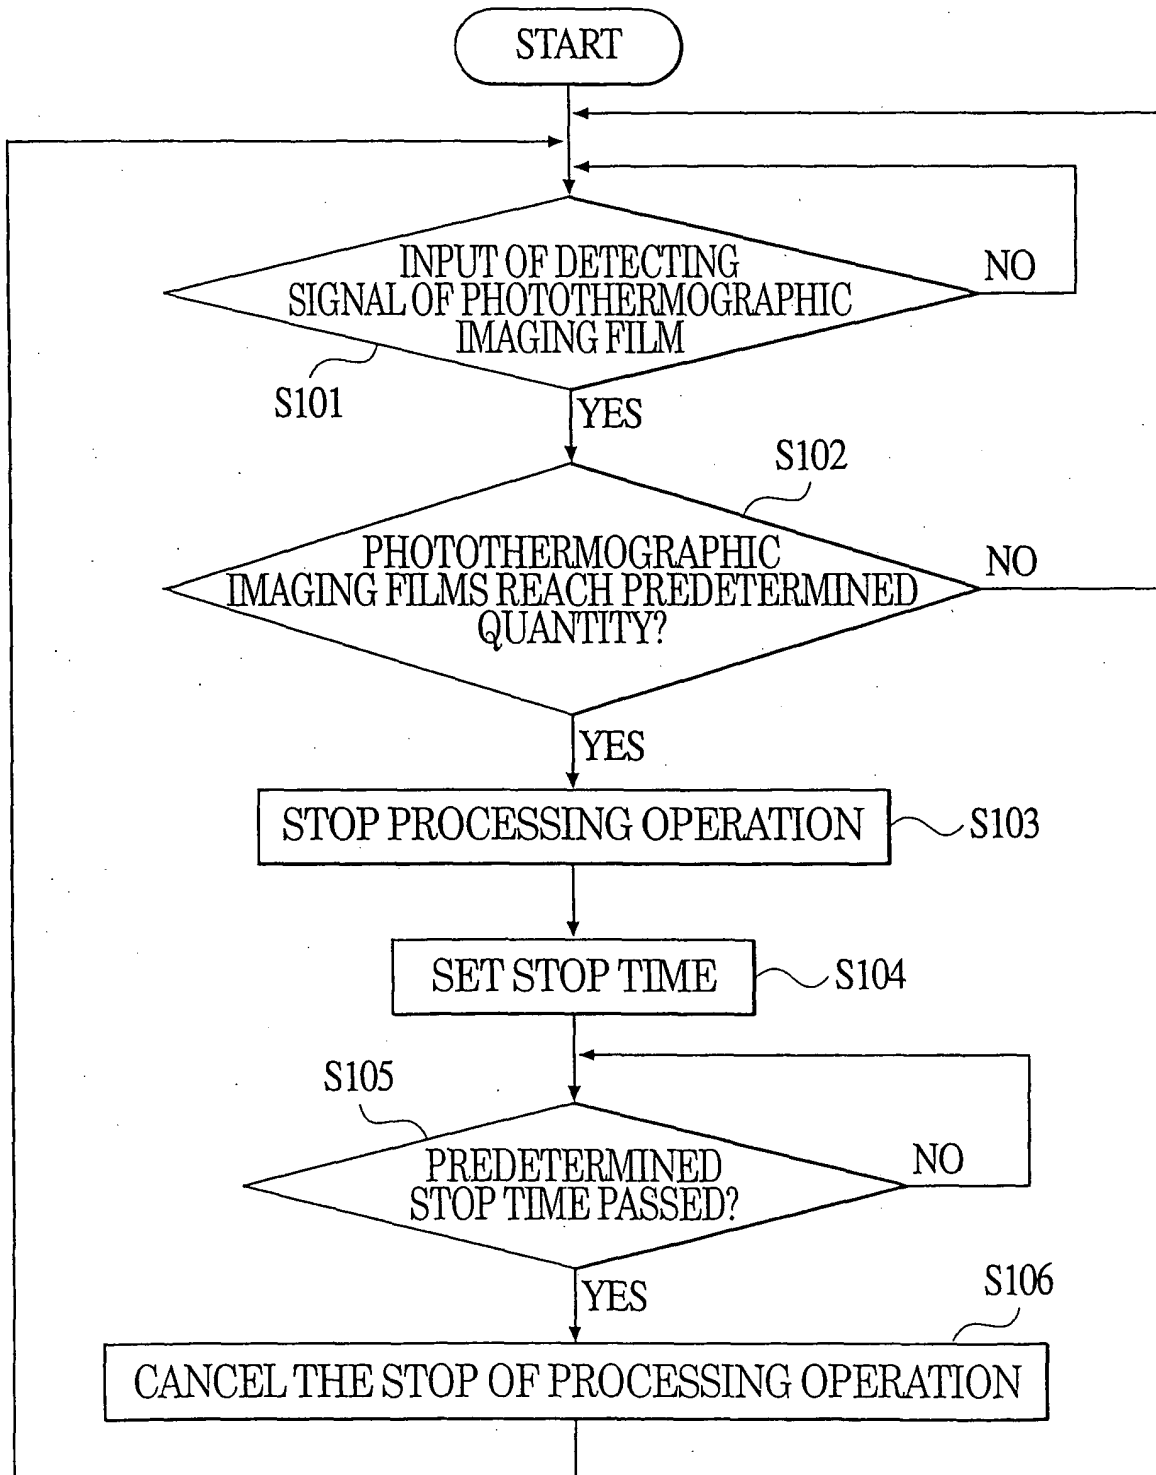 START
INPUT OF DETECTING
SIGNAL OF PHOTOTHERMOGRAPHIC
IMAGING FILM
NO
S101
YES
S102
PHOTOTHERMOGRAPHIC
IMAGING FILMS REACH PREDETERMINED
QUANTITY?
NO
YES
STOP PROCESSING OPERATION
S103
SET STOP TIME
S104
S105
PREDETERMINED
STOP TIME PASSED?
NO
YES
S106
CANCEL THE STOP OF PROCESSING OPERATION